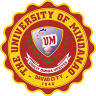 THE UNIVERSITY OF MINDANAO
UM
DAVAO CITY
1946